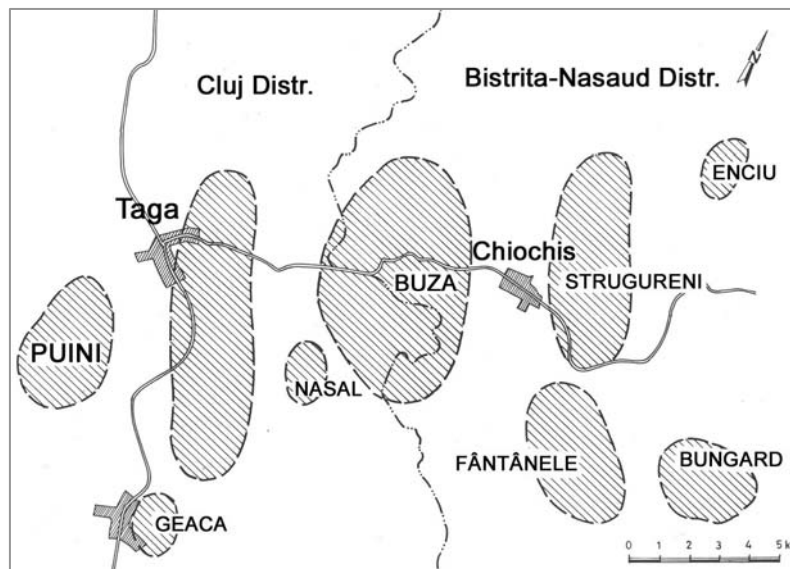 Cluj Distr.
Bistrita-Nasaud Distr.
N
ENCIU
Taga
Chiochis
BUZA
STRUGURENI
PUINI
NASAL
FÂNTÂNELE
BUNGARD
GEACA
0 1 2 3 4 5 k